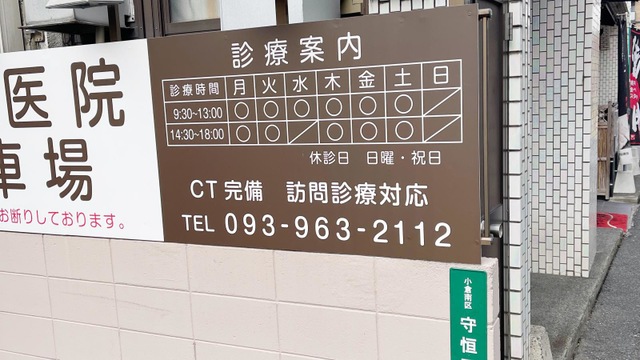 医院
車場
お断りしております。
診療案内
診療時間 月 火 水 木 金 土 日
9:30~13:00 ○ ○ ○ ○ ○ ○ ／
14:30~18:00 ○ ○ ／ ○ ○ ○ ／
休診日 日曜・祝日
CT完備 訪問診療対応
TEL 093-963-2112
小倉南区
守恒